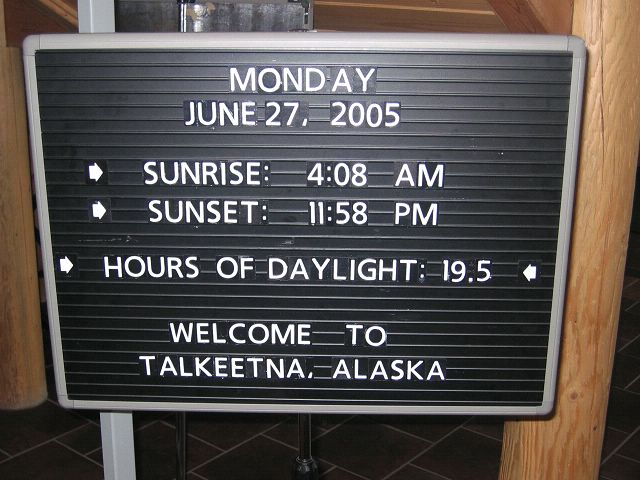 MONDAY
JUNE 27, 2005
SUNRISE: 4:08 AM
SUNSET: 11:58 PM
HOURS OF DAYLIGHT: 19.5
WELCOME TO
TALKEETNA, ALASKA